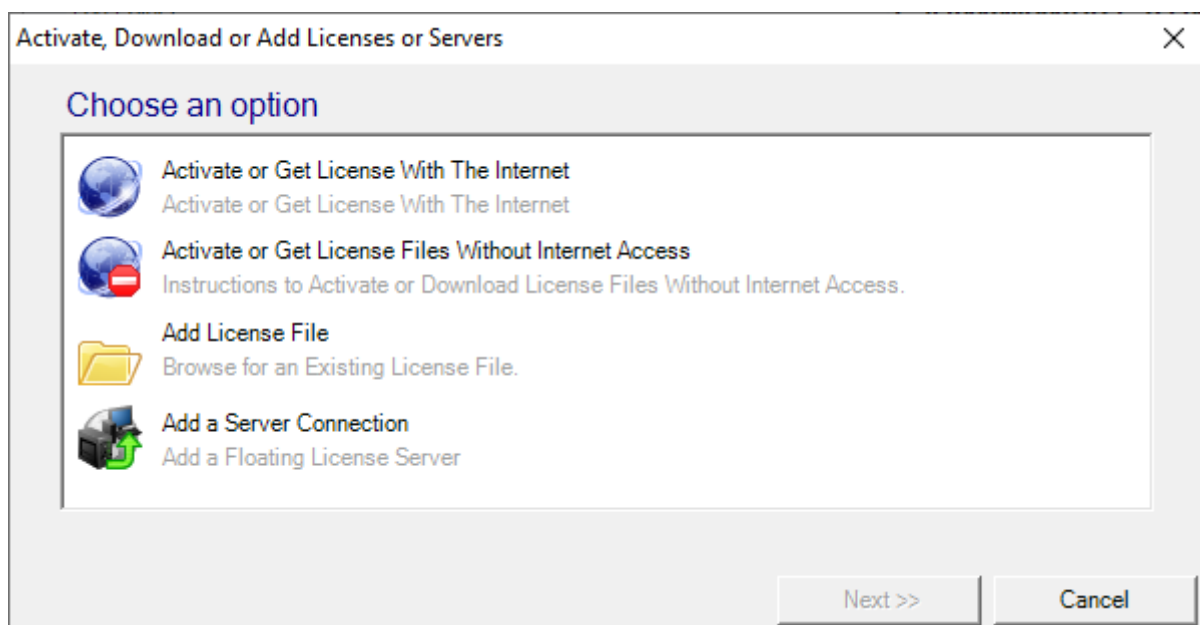 Activate, Download or Add Licenses or Servers
Choose an option
Activate or Get License With The Internet
Activate or Get License With The Internet
Activate or Get License Files Without Internet Access
Instructions to Activate or Download License Files Without Internet Access.
Add License File
Browse for an Existing License File.
Add a Server Connection
Add a Floating License Server
Next >>
Cancel